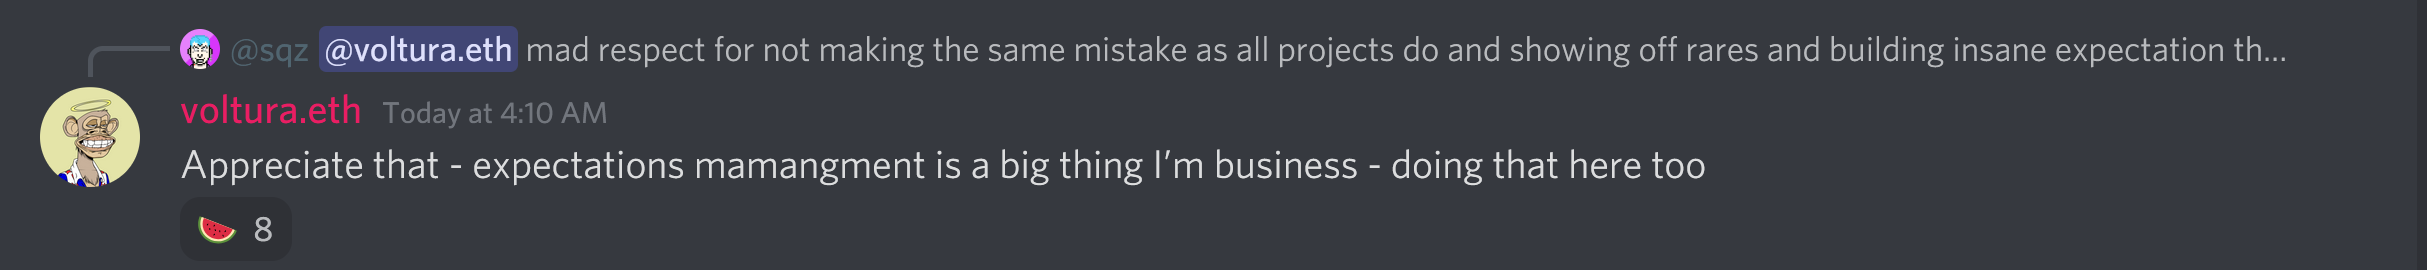 @sqz @voltura.eth mad respect for not making the same mistake as all projects do and showing off rares and building insane expectation th...
voltura.eth Today at 4:10 AM
Appreciate that - expectations mamangment is a big thing I’m business - doing that here too
8